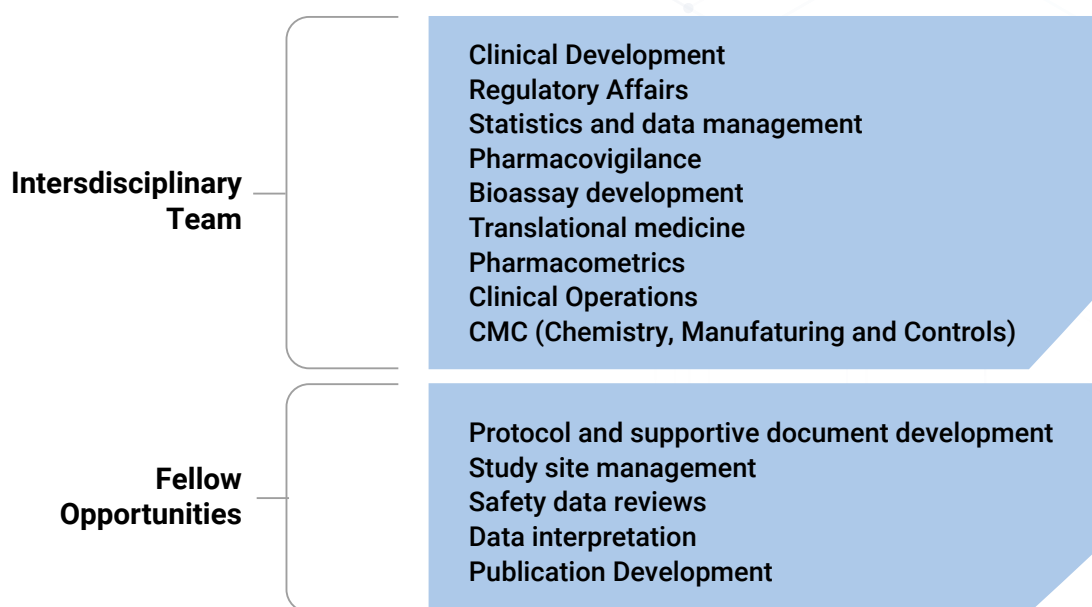 Intersdisciplinary
Team
Clinical Development
Regulatory Affairs
Statistics and data management
Pharmacovigilance
Bioassay development
Translational medicine
Pharmacometrics
Clinical Operations
CMC (Chemistry, Manufaturing and Controls)
Fellow
Opportunities
Protocol and supportive document development
Study site management
Safety data reviews
Data interpretation
Publication Development